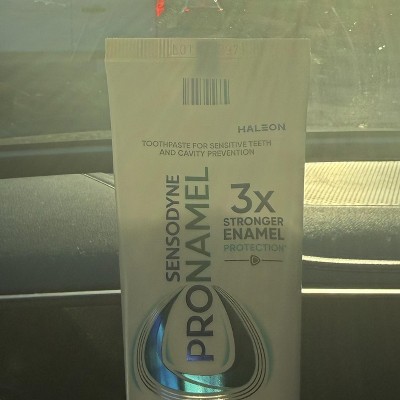 HALEON
TOOTHPASTE FOR SENSITIVE TEETH
AND CAVITY PREVENTION
SENSODYNE
PRONAMEL
3x
STRONGER
ENAMEL
PROTECTION